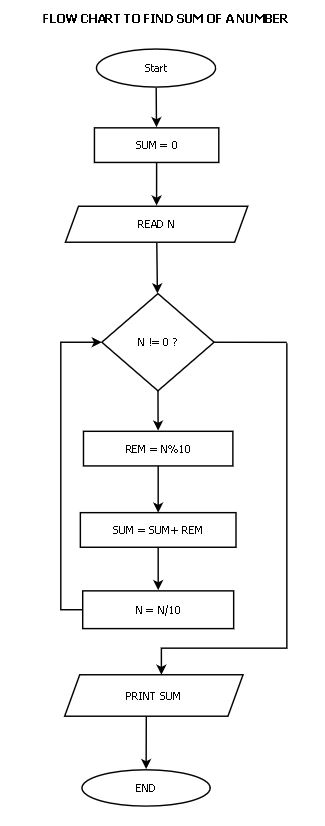 FLOW CHART TO FIND SUM OF A NUMBER
Start
SUM = 0
READ N
N != 0 ?
REM = N%10
SUM = SUM+ REM
N = N/10
PRINT SUM
END